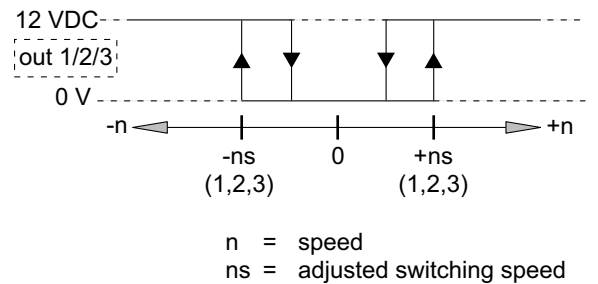 12 VDC
out 1/2/3
0 V
-n +n
-ns 0 +ns
(1,2,3) (1,2,3)
n = speed
ns = adjusted switching speed